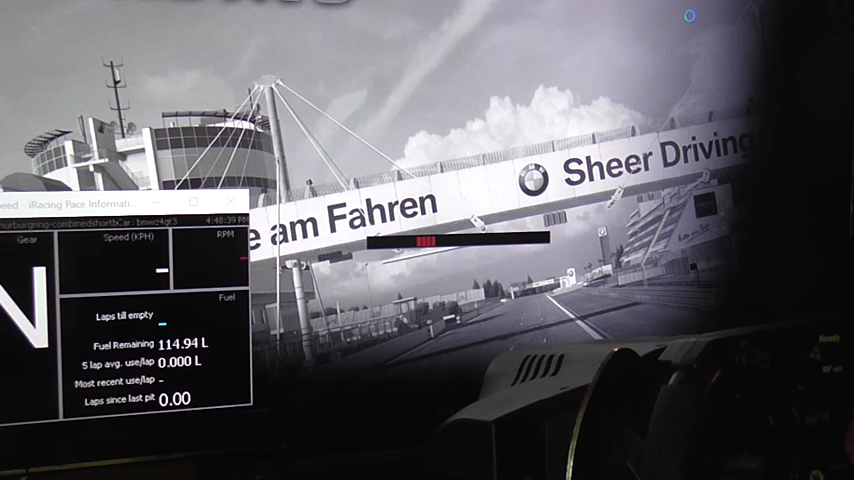 e am Fahren
Sheer Driving
eed - iRacing Pace Informati..
nurburgring-combinedshortb Car: bmwz4gt3 4:48:39 PM
Gear
N
Speed (KPH)
-
RPM
-
Fuel
Laps till empty --
Fuel Remaining 114.94 L
5 lap avg. use/lap 0.000 L
Most recent use/lap -
Laps since last pit 0.00
Ready